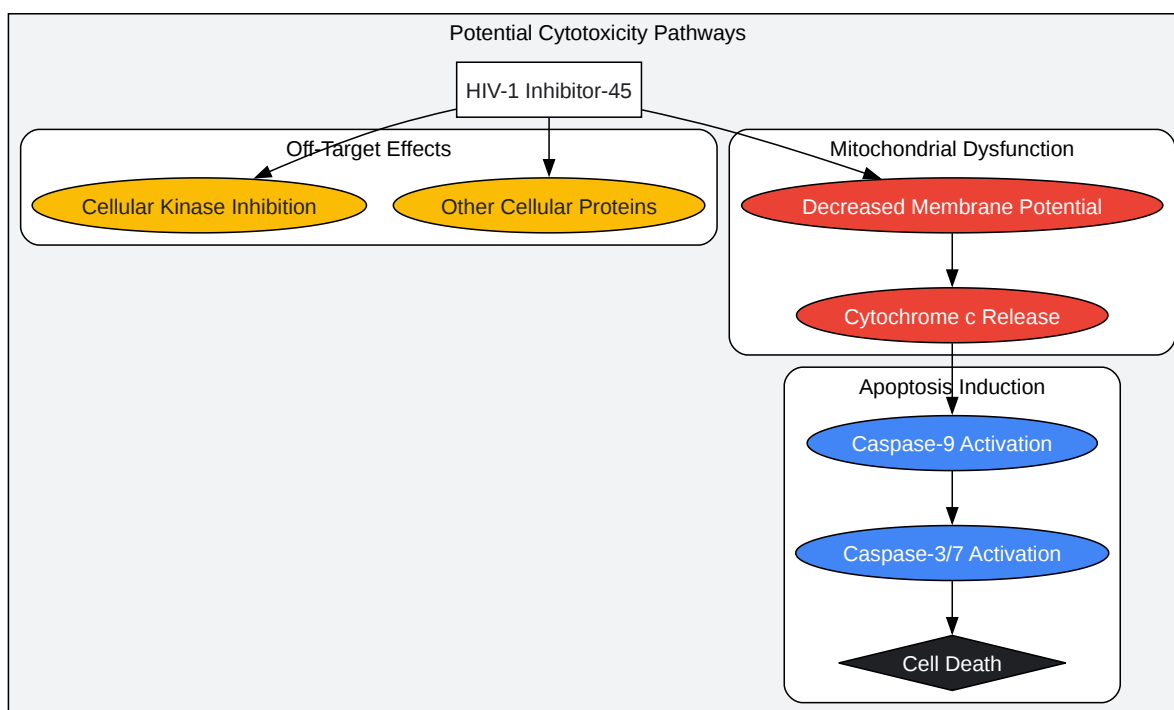 Potential Cytotoxicity Pathways
HIV-1 Inhibitor-45
Off-Target Effects
Cellular Kinase Inhibition
Other Cellular Proteins
Mitochondrial Dysfunction
Decreased Membrane Potential
Cytochrome c Release
Apoptosis Induction
Caspase-9 Activation
Caspase-3/7 Activation
Cell Death